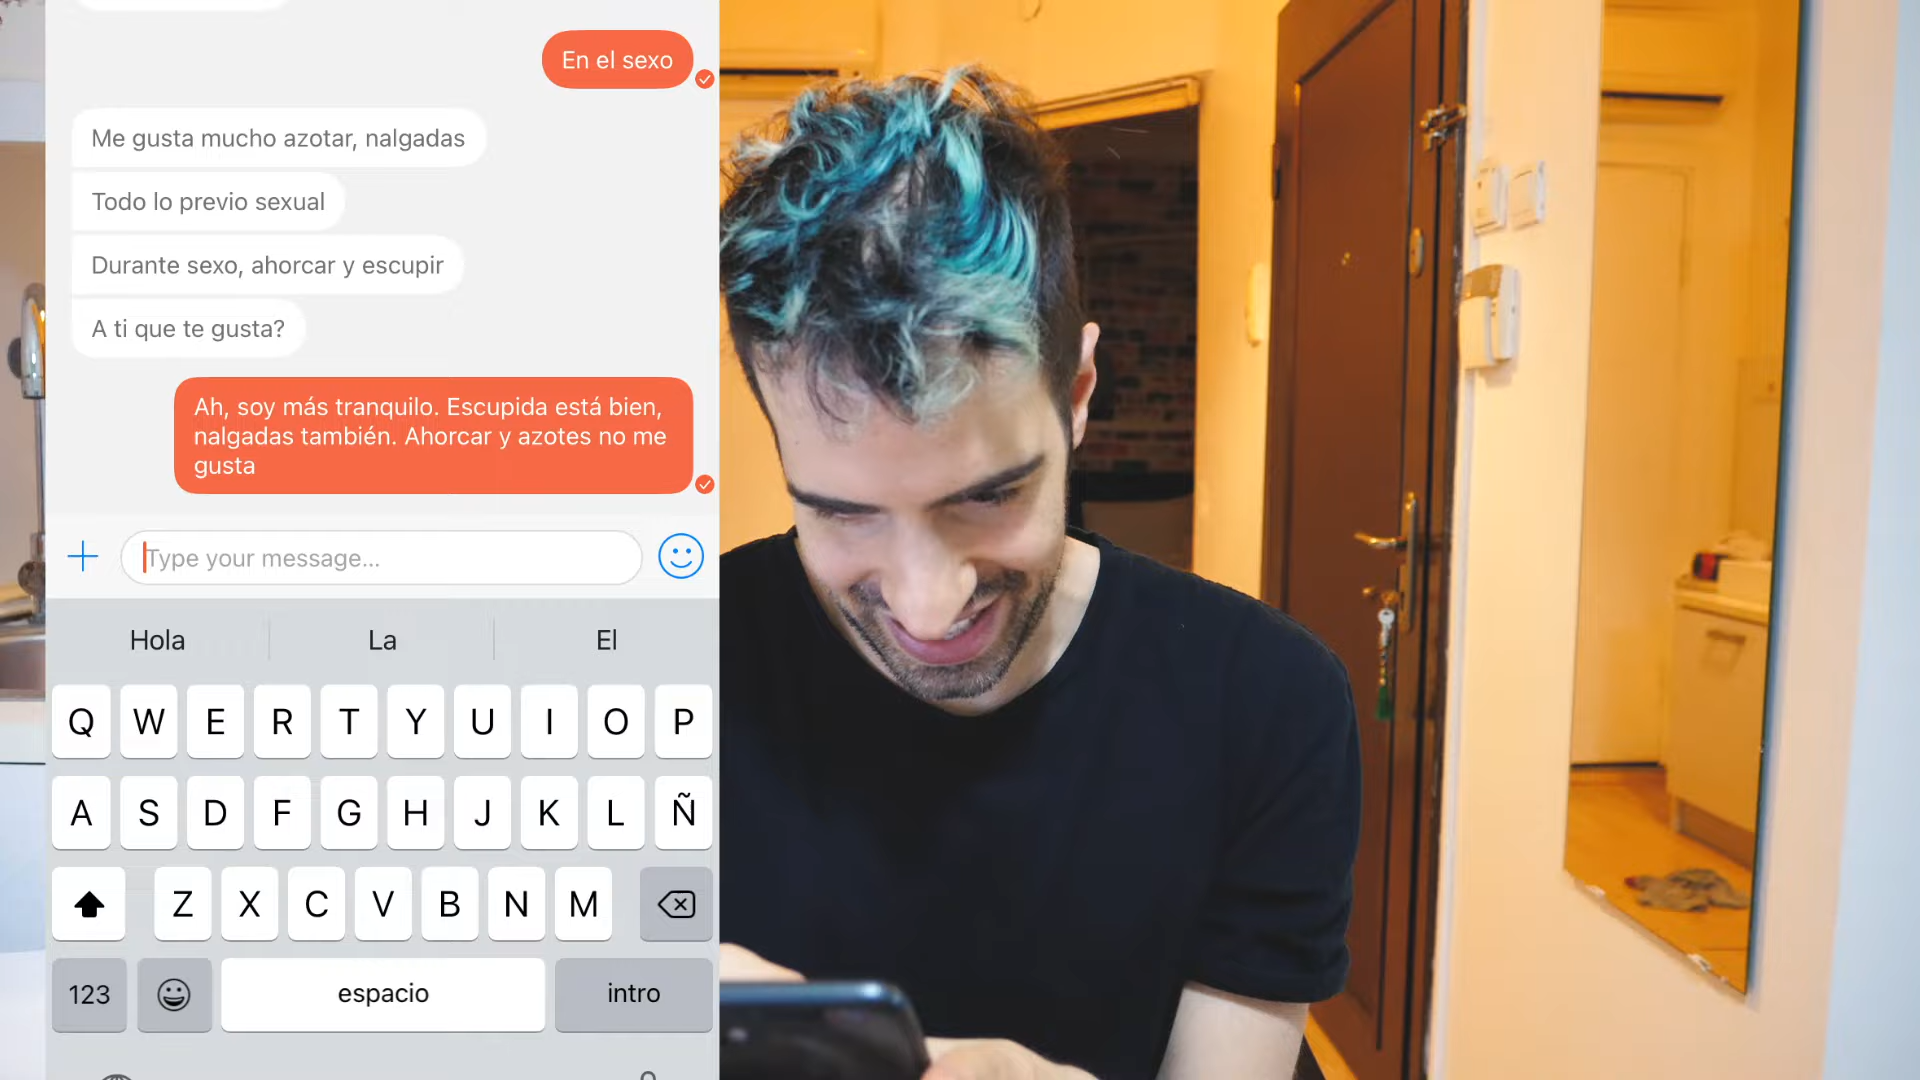 En el sexo
Me gusta mucho azotar, nalgadas
Todo lo previo sexual
Durante sexo, ahorcar y escupir
A ti que te gusta?
Ah, soy más tranquilo. Escupida está bien,
nalgadas también. Ahorcar y azotes no me
gusta
Type your message...
Hola La El
Q W E R T Y U I O P
A S D F G H J K L Ñ
Z X C V B N M
123 espacio intro